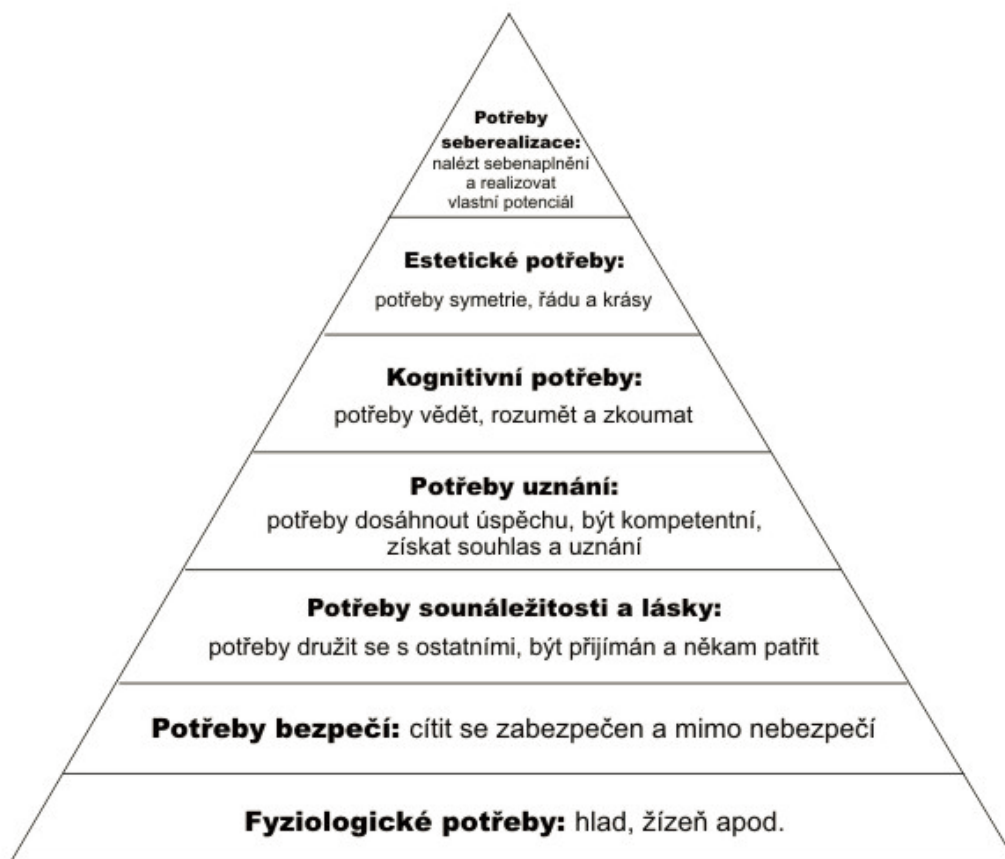 Potřeby
seberealizace:
nalézt sebenaplnění
a realizovat
vlastní potenciál
Estetické potřeby:
potřeby symetrie, řádu a krásy
Kognitivní potřeby:
potřeby vědět, rozumět a zkoumat
Potřeby uznání:
potřeby dosáhnout úspěchu, být kompetentní,
získat souhlas a uznání
Potřeby sounáležitosti a lásky:
potřeby družit se s ostatními, být přijímán a někam patřit
Potřeby bezpečí: cítit se zabezpečen a mimo nebezpečí
Fyziologické potřeby: hlad, žízeň apod.